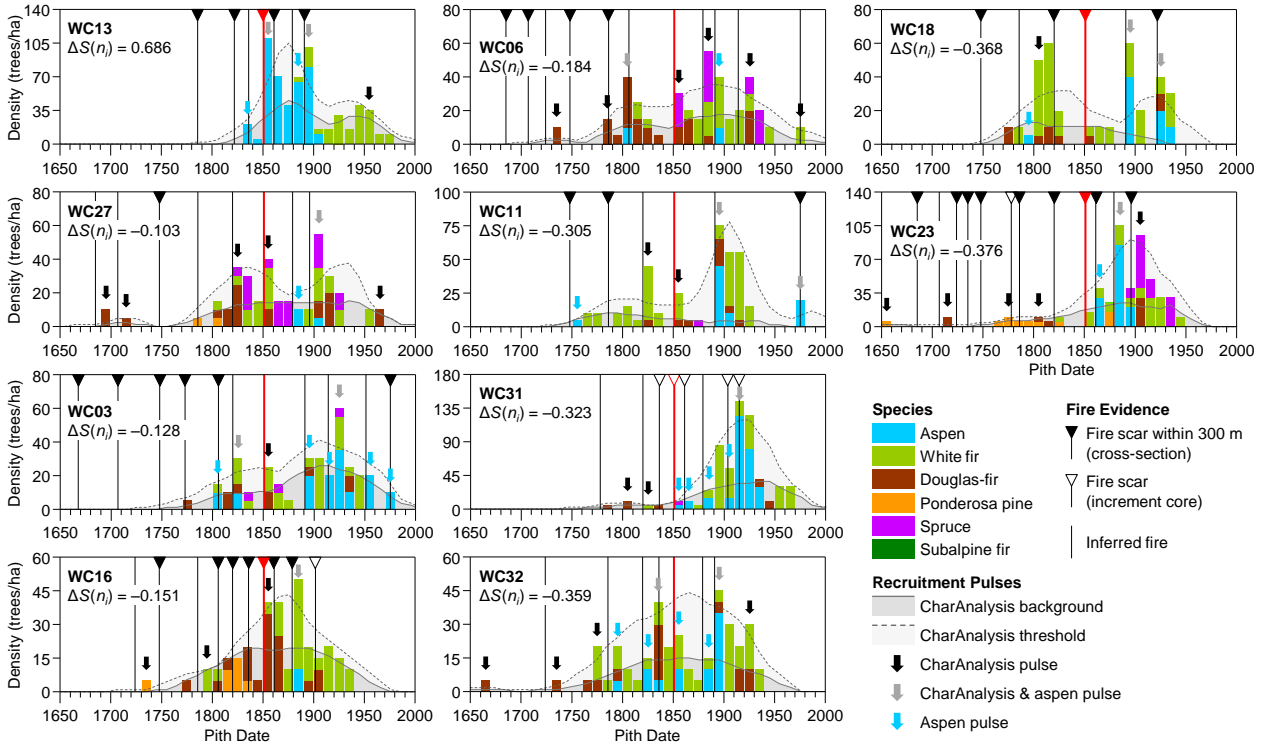 WC13
ΔS(nᵢ) = 0.686
Density (trees/ha)
140
105
70
35
0
1650 1700 1750 1800 1850 1900 1950 2000
WC06
ΔS(nᵢ) = –0.184
80
60
40
20
0
1650 1700 1750 1800 1850 1900 1950 2000
WC18
ΔS(nᵢ) = –0.368
80
60
40
20
0
1650 1700 1750 1800 1850 1900 1950 2000
WC27
ΔS(nᵢ) = –0.103
Density (trees/ha)
80
60
40
20
0
1650 1700 1750 1800 1850 1900 1950 2000
WC11
ΔS(nᵢ) = –0.305
100
75
50
25
0
1650 1700 1750 1800 1850 1900 1950 2000
WC23
ΔS(nᵢ) = –0.376
140
105
70
35
0
1650 1700 1750 1800 1850 1900 1950 2000
Pith Date
WC03
ΔS(nᵢ) = –0.128
Density (trees/ha)
80
60
40
20
0
1650 1700 1750 1800 1850 1900 1950 2000
WC31
ΔS(nᵢ) = –0.323
180
135
90
45
0
1650 1700 1750 1800 1850 1900 1950 2000
WC16
ΔS(nᵢ) = –0.151
Density (trees/ha)
60
45
30
15
0
1650 1700 1750 1800 1850 1900 1950 2000
Pith Date
WC32
ΔS(nᵢ) = –0.359
60
45
30
15
0
1650 1700 1750 1800 1850 1900 1950 2000
Pith Date
Species
Aspen
White fir
Douglas-fir
Ponderosa pine
Spruce
Subalpine fir
Fire Evidence
Fire scar within 300 m
(cross-section)
Fire scar
(increment core)
Inferred fire
Recruitment Pulses
CharAnalysis background
CharAnalysis threshold
CharAnalysis pulse
CharAnalysis & aspen pulse
Aspen pulse